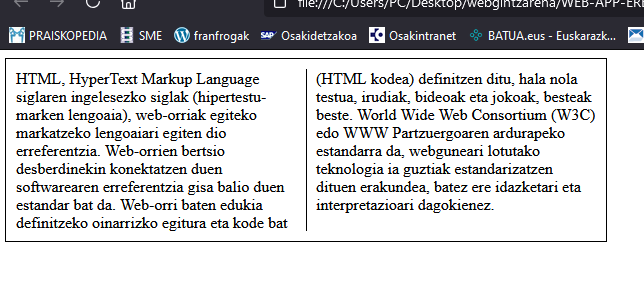 file:///C:/Users/PC/Desktop/webgintzarena/WEB-APP-ERE
PRAISKOPEDIA
SME
franfrogak
Osakidetzakoa
Osakintranet
BATUA.eus - Euskarazk...
HTML, HyperText Markup Language
siglaren ingelesezko siglak (hipertestu-
marken lengoaia), web-orriak egiteko
markatzeko lengoaiari egiten dio
erreferentzia. Web-orrien bertsio
desberdinekin konektatzen duen
softwarearen erreferentzia gisa balio duen
estandar bat da. Web-orri baten edukia
definitzeko oinarrizko egitura eta kode bat
(HTML kodea) definitzen ditu, hala nola
testua, irudiak, bideoak eta jokoak, besteak
beste. World Wide Web Consortium (W3C)
edo WWW Partzuergoaren ardurapeko
estandarra da, webguneari lotutako
teknologia ia guztiak estandarizatzen
dituen erakundea, batez ere idazketari eta
interpretazioari dagokienez.